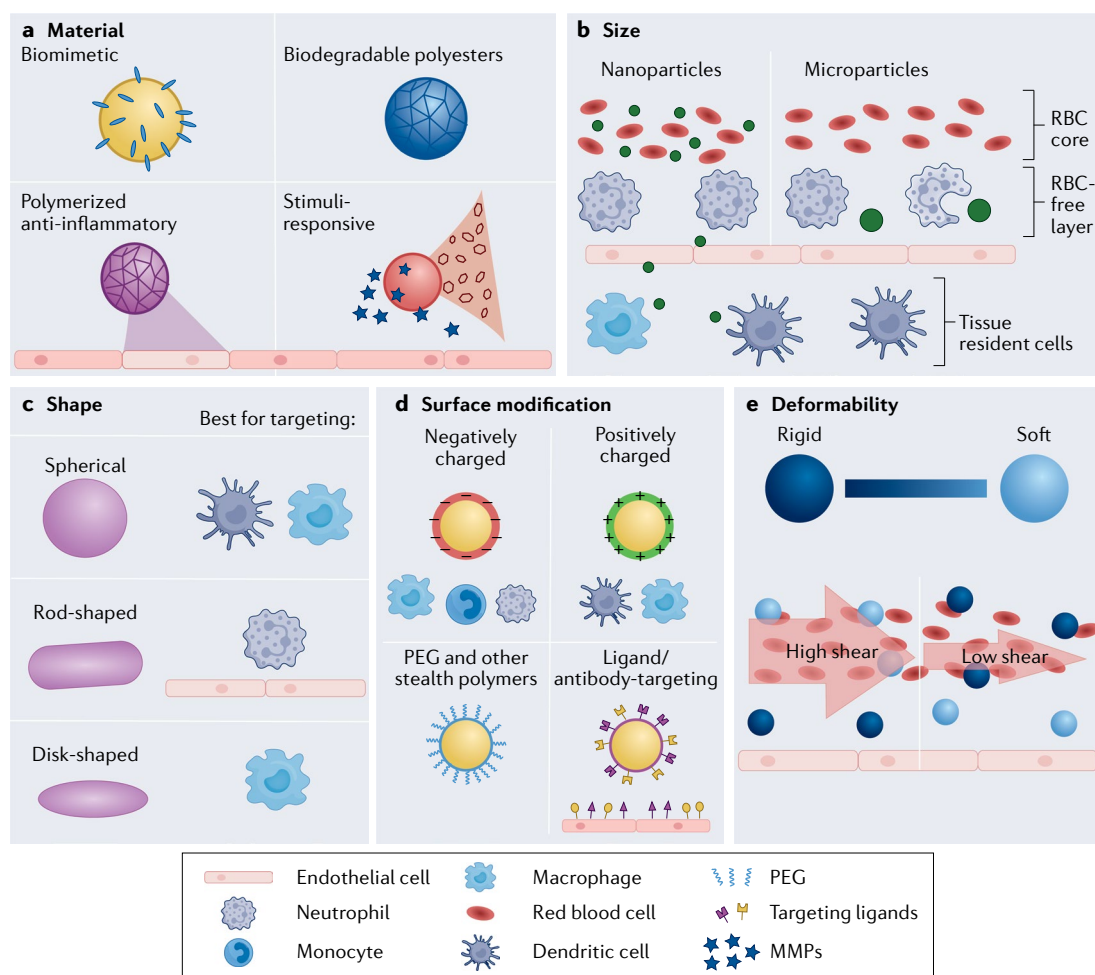 a Material
Biomimetic
Biodegradable polyesters
Polymerized
anti-inflammatory
Stimuli-
responsive
b Size
Nanoparticles
Microparticles
RBC
core
RBC-
free
layer
Tissue
resident cells
c Shape
Best for targeting:
Spherical
Rod-shaped
Disk-shaped
d Surface modification
Negatively
charged
Positively
charged
− − − − − − − −
+ + + + + + + + + +
PEG and other
stealth polymers
Ligand/
antibody-targeting
e Deformability
Rigid
Soft
High shear
Low shear
Endothelial cell
Macrophage
PEG
Neutrophil
Red blood cell
Targeting ligands
Monocyte
Dendritic cell
MMPs